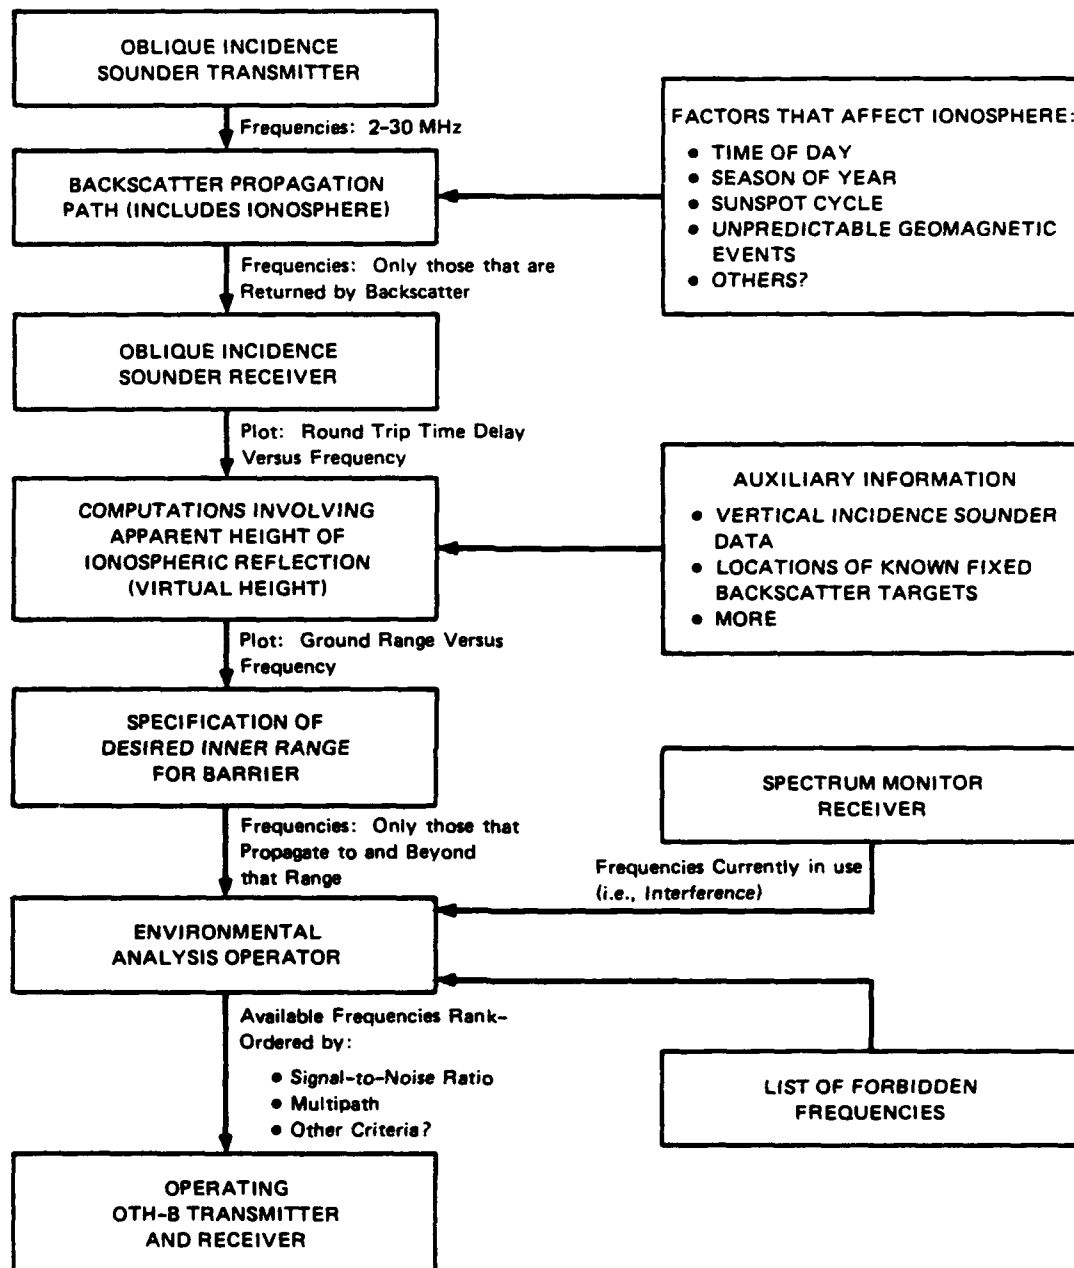 OBLIQUE INCIDENCE
SOUNDER TRANSMITTER
Frequencies: 2-30 MHz
BACKSCATTER PROPAGATION
PATH (INCLUDES IONOSPHERE)
FACTORS THAT AFFECT IONOSPHERE:
• TIME OF DAY
• SEASON OF YEAR
• SUNSPOT CYCLE
• UNPREDICTABLE GEOMAGNETIC
EVENTS
• OTHERS?
Frequencies: Only those that are
Returned by Backscatter
OBLIQUE INCIDENCE
SOUNDER RECEIVER
Plot: Round Trip Time Delay
Versus Frequency
COMPUTATIONS INVOLVING
APPARENT HEIGHT OF
IONOSPHERIC REFLECTION
(VIRTUAL HEIGHT)
AUXILIARY INFORMATION
• VERTICAL INCIDENCE SOUNDER
DATA
• LOCATIONS OF KNOWN FIXED
BACKSCATTER TARGETS
• MORE
Plot: Ground Range Versus
Frequency
SPECIFICATION OF
DESIRED INNER RANGE
FOR BARRIER
SPECTRUM MONITOR
RECEIVER
Frequencies: Only those that
Propagate to and Beyond
that Range
Frequencies Currently in use
(i.e., Interference)
ENVIRONMENTAL
ANALYSIS OPERATOR
Available Frequencies Rank-
Ordered by:
• Signal-to-Noise Ratio
• Multipath
• Other Criteria?
LIST OF FORBIDDEN
FREQUENCIES
OPERATING
OTH-B TRANSMITTER
AND RECEIVER